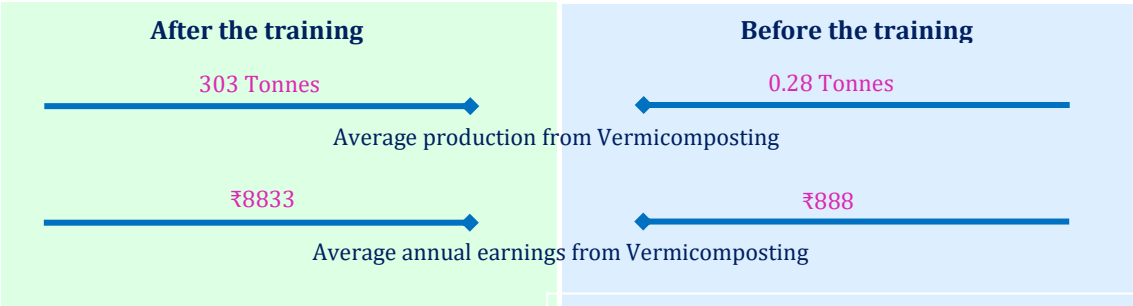 After the training
Before the training
303 Tonnes
0.28 Tonnes
Average production from Vermicomposting
₹8833
₹888
Average annual earnings from Vermicomposting